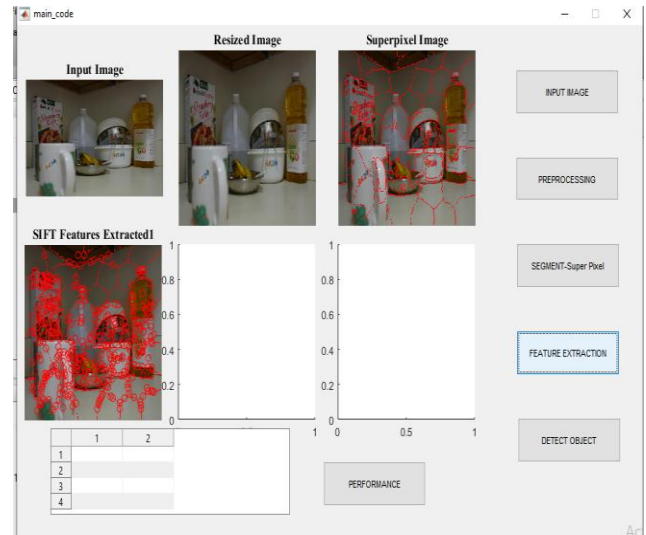 main_code
Input Image
Resized Image
Superpixel Image
INPUT IMAGE
PREPROCESSING
SIFT Features Extracted1
SEGMENT-Super Pixel
FEATURE EXTRACTION
DETECT OBJECT
1
0.8
0.6
0.4
0.2
0
1
1
0.8
0.6
0.4
0.2
0
0
0.5
1
1 2
1
2
3
4
PERFORMANCE